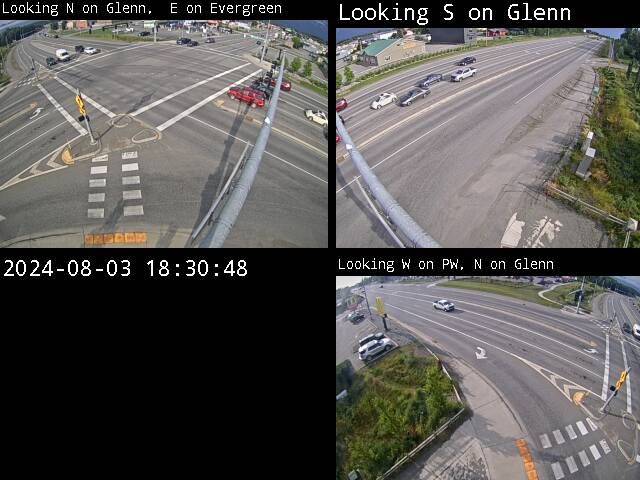 Looking N on Glenn,  E on Evergreen
Looking S on Glenn
2024-08-03 18:30:48
Looking W on PW, N on Glenn